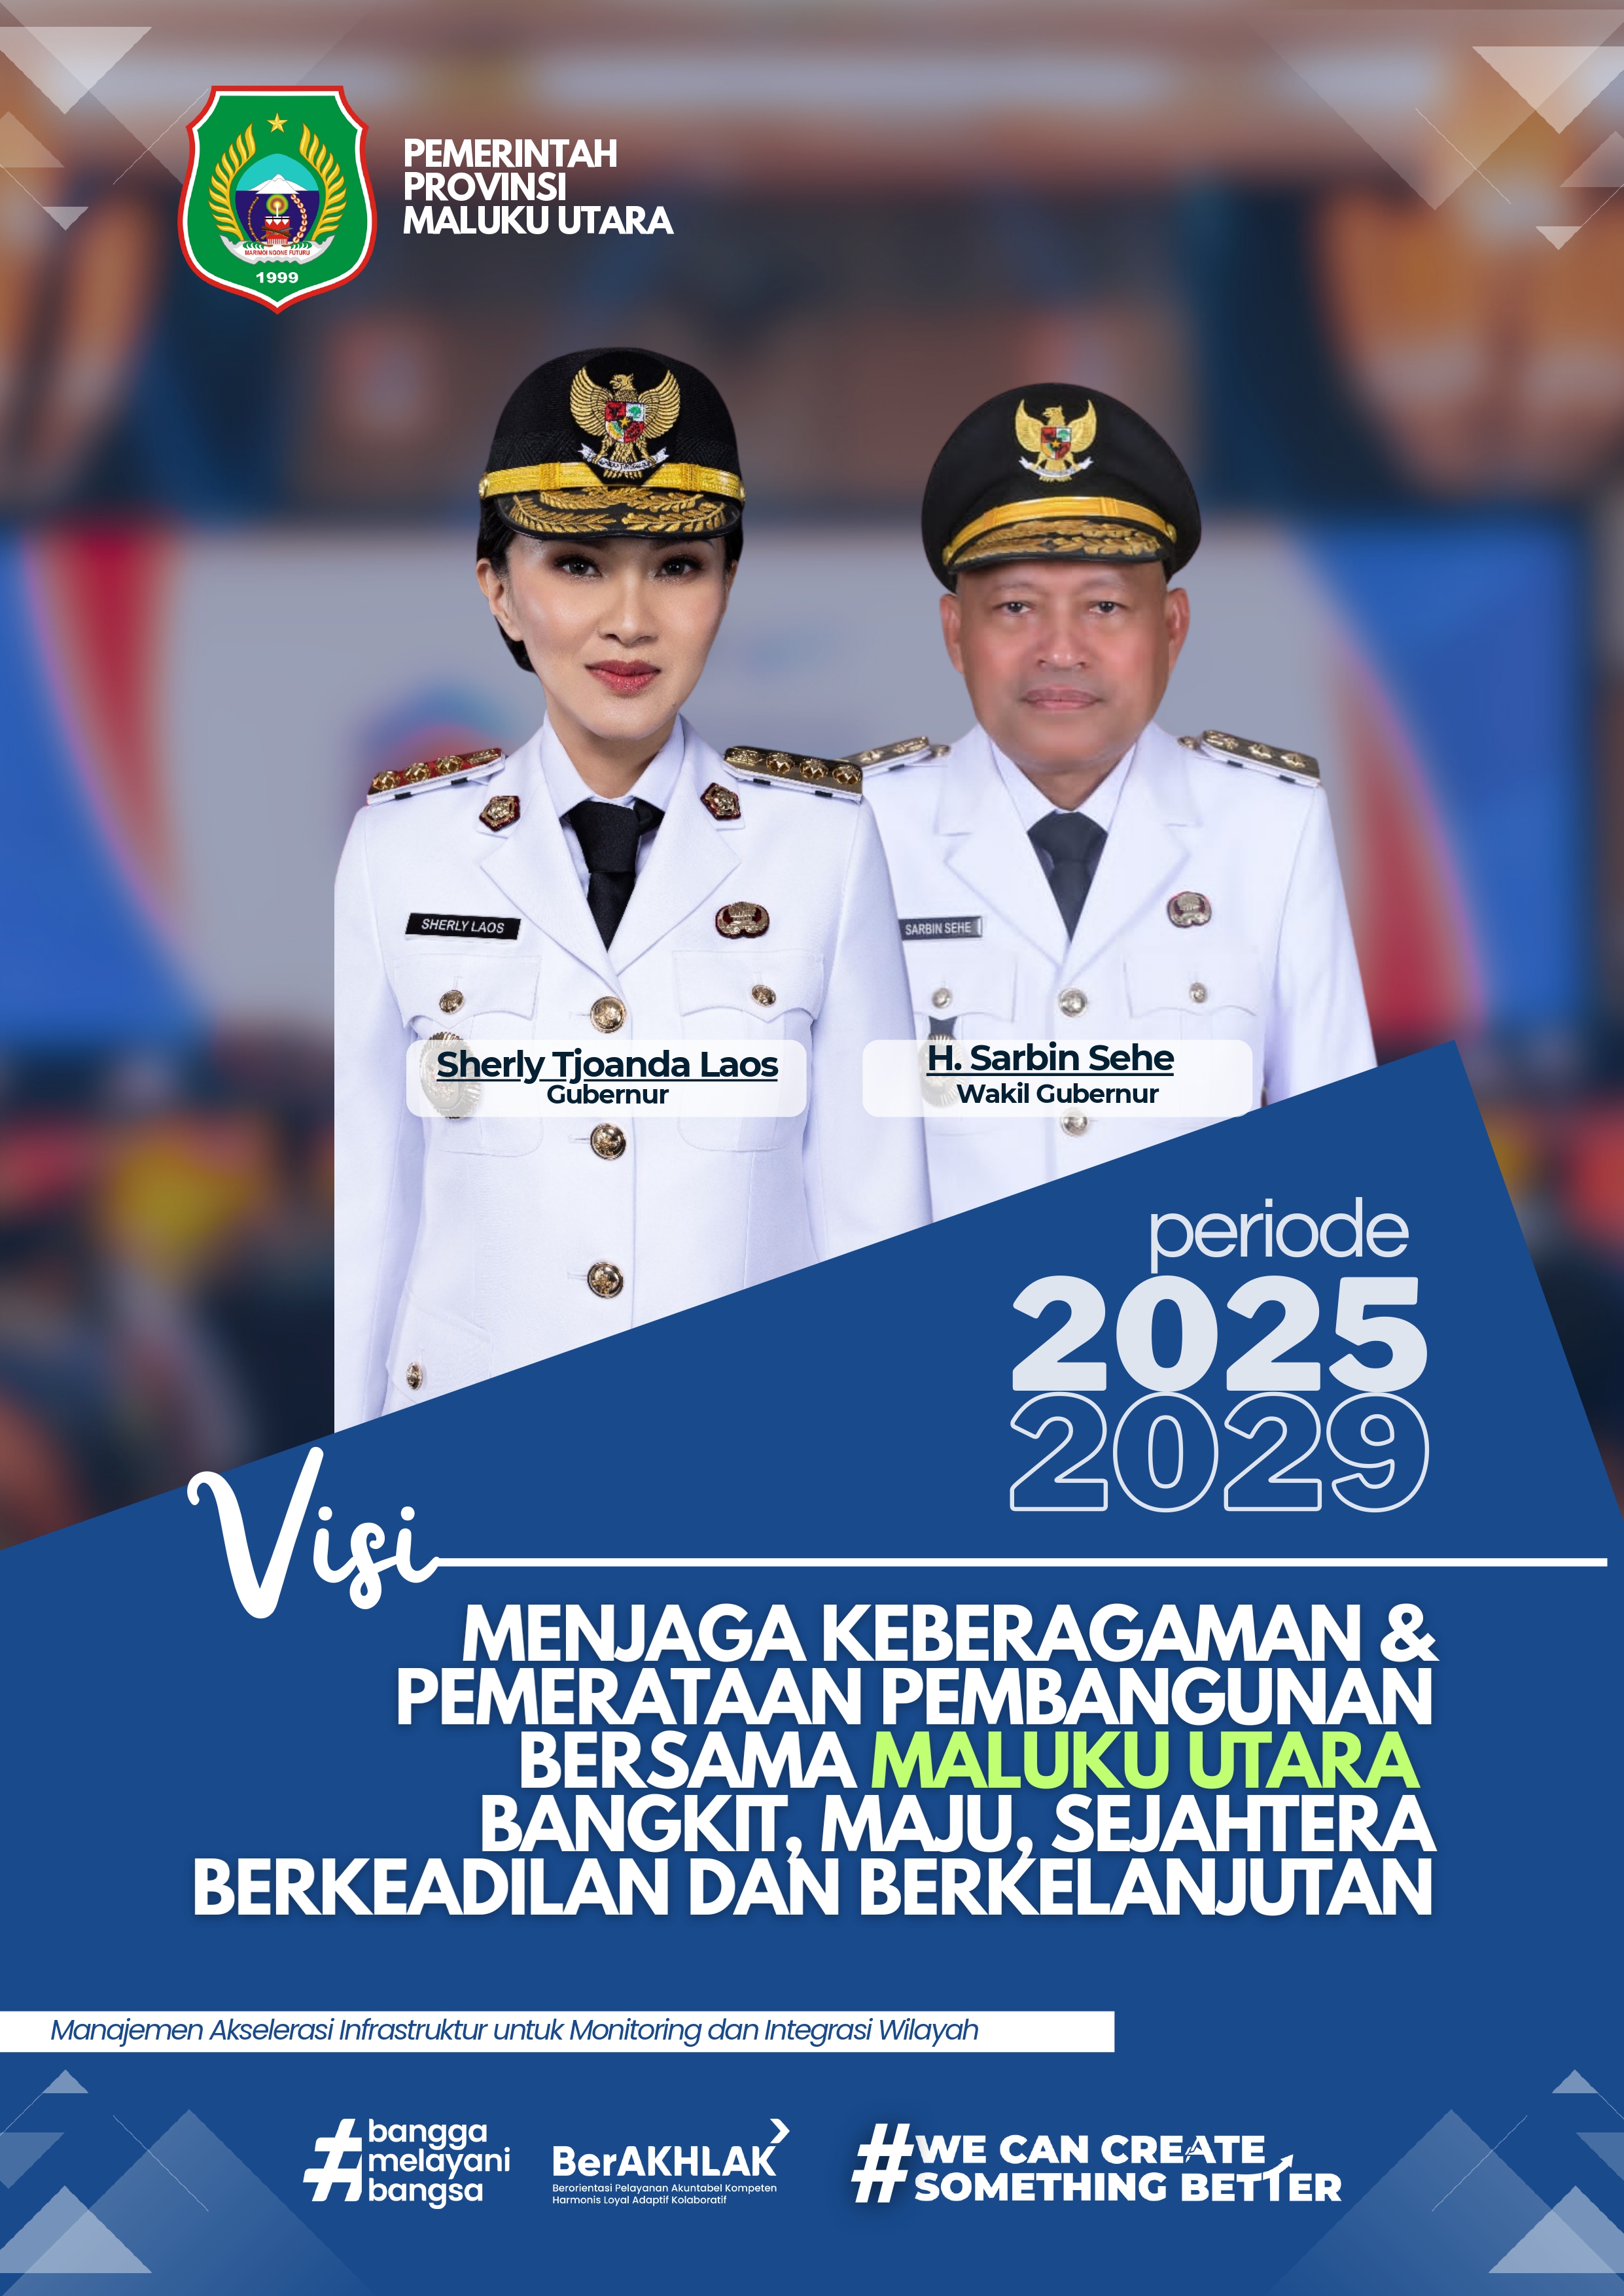 PEMERINTAH
PROVINSI
MALUKU UTARA
MARIMOI NGONE FUTURU
1999
SHERLY LAOS
SARBIN SEHE
Sherly Tjoanda Laos
Gubernur
H. Sarbin Sehe
Wakil Gubernur
periode
2025
2029
Visi
MENJAGA KEBERAGAMAN &
PEMERATAAN PEMBANGUNAN
BERSAMA MALUKU UTARA
BANGKIT, MAJU, SEJAHTERA
BERKEADILAN DAN BERKELANJUTAN
Manajemen Akselerasi Infrastruktur untuk Monitoring dan Integrasi Wilayah
#bangga
melayani
bangsa
BerAKHLAK
Berorientasi Pelayanan Akuntabel Kompeten
Harmonis Loyal Adaptif Kolaboratif
#WE CAN CREATE
SOMETHING BETTER